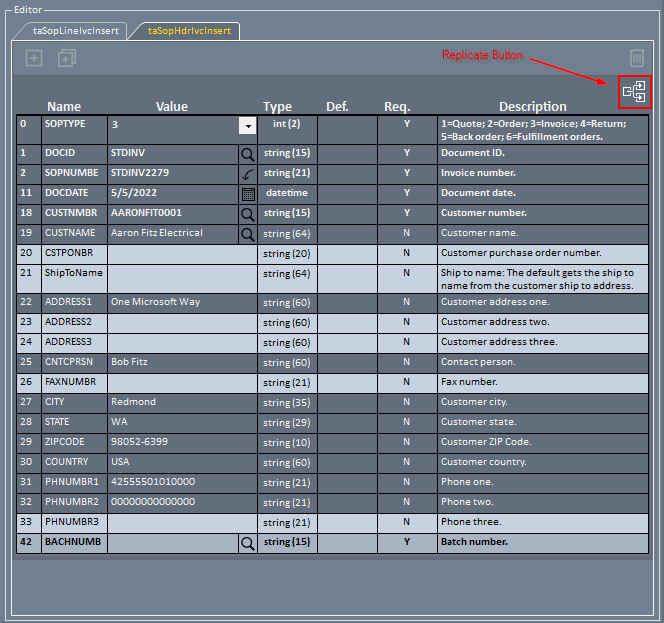 Editor
taSopLineIvcInsert taSopHdrIvcInsert
Replicate Button
Name Value Type Def. Req. Description
0 SOPTYPE 3 int (2) Y 1=Quote; 2=Order; 3=Invoice; 4=Return;
5=Back order; 6=Fulfillment orders.
1 DOCID STDINV string (15) Y Document ID.
2 SOPNUMBE STDINV2279 string (21) Y Invoice number.
11 DOCDATE 5/5/2022 datetime Y Document date.
18 CUSTNMBR AARONFIT0001 string (15) Y Customer number.
19 CUSTNAME Aaron Fitz Electrical string (64) N Customer name.
20 CSTPONBR string (20) N Customer purchase order number.
21 ShipToName string (64) N Ship to name: The default gets the ship to
name from the customer ship to address.
22 ADDRESS1 One Microsoft Way string (60) N Customer address one.
23 ADDRESS2 string (60) N Customer address two.
24 ADDRESS3 string (60) N Customer address three.
25 CNTCPRSN Bob Fitz string (60) N Contact person.
26 FAXNUMBR string (21) N Fax number.
27 CITY Redmond string (35) N Customer city.
28 STATE WA string (29) N Customer state.
29 ZIPCODE 98052-6399 string (10) N Customer ZIP Code.
30 COUNTRY USA string (60) N Customer country.
31 PHNUMBR1 42555501010000 string (21) N Phone one.
32 PHNUMBR2 00000000000000 string (21) N Phone two.
33 PHNUMBR3 string (21) N Phone three.
42 BACHNUMB string (15) Y Batch number.